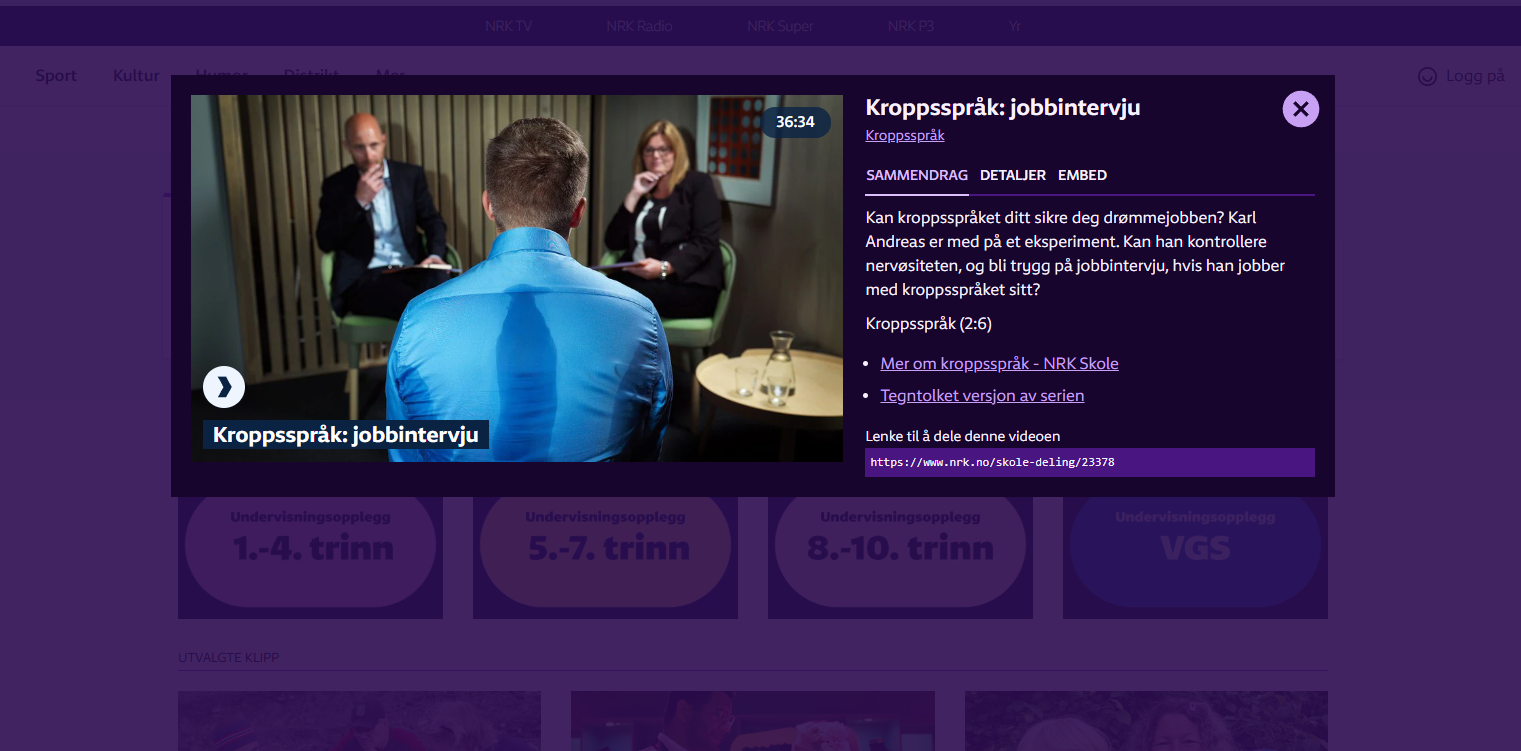 NRK TV NRK Radio NRK Super NRK P3 Yr
Sport Kultur Humor Distrikt Mer Logg på
36:34
Kroppsspråk: jobbintervju
Kroppsspråk: jobbintervju
Kroppsspråk
SAMMENDRAG DETALJER EMBED
Kan kroppsspråket ditt sikre deg drømmejobben? Karl
Andreas er med på et eksperiment. Kan han kontrollere
nervøsiteten, og bli trygg på jobbintervju, hvis han jobber
med kroppsspråket sitt?
Kroppsspråk (2:6)
Mer om kroppsspråk - NRK Skole
Tegntolket versjon av serien
Lenke til å dele denne videoen
https://www.nrk.no/skole-deling/23378
Undervisningsopplegg
1.-4. trinn
Undervisningsopplegg
5.-7. trinn
Undervisningsopplegg
8.-10. trinn
Undervisningsopplegg
VGS
UTVALGTE KLIPP